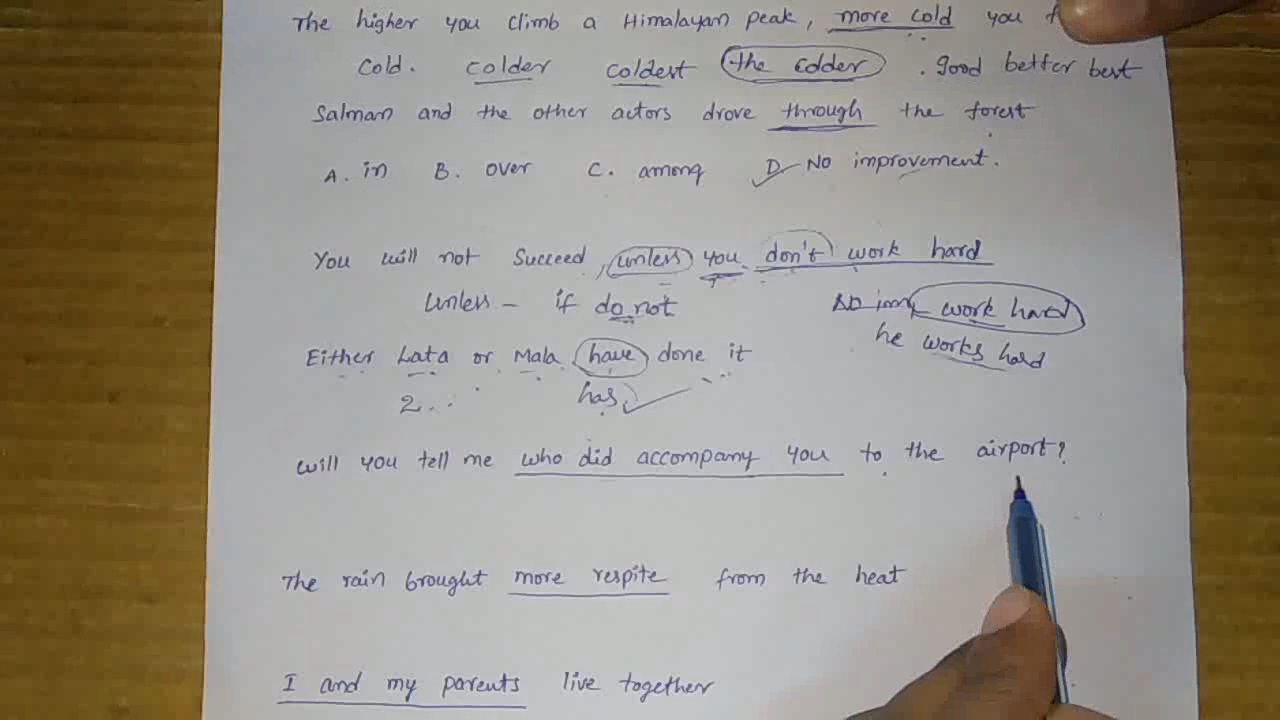 The higher you climb a Himalayan peak, more cold you
cold. colder coldest the colder . good better best
Salman and the other actors drove through the forest
A. in B. over C. among D. No improvement.
You will not succeed, unless you don't work hard
unless - if do not work hard
he works hard
Either Lata or Mala have done it
2. has
will you tell me who did accompany you to the airport?
The rain brought more respite from the heat
I and my parents live together